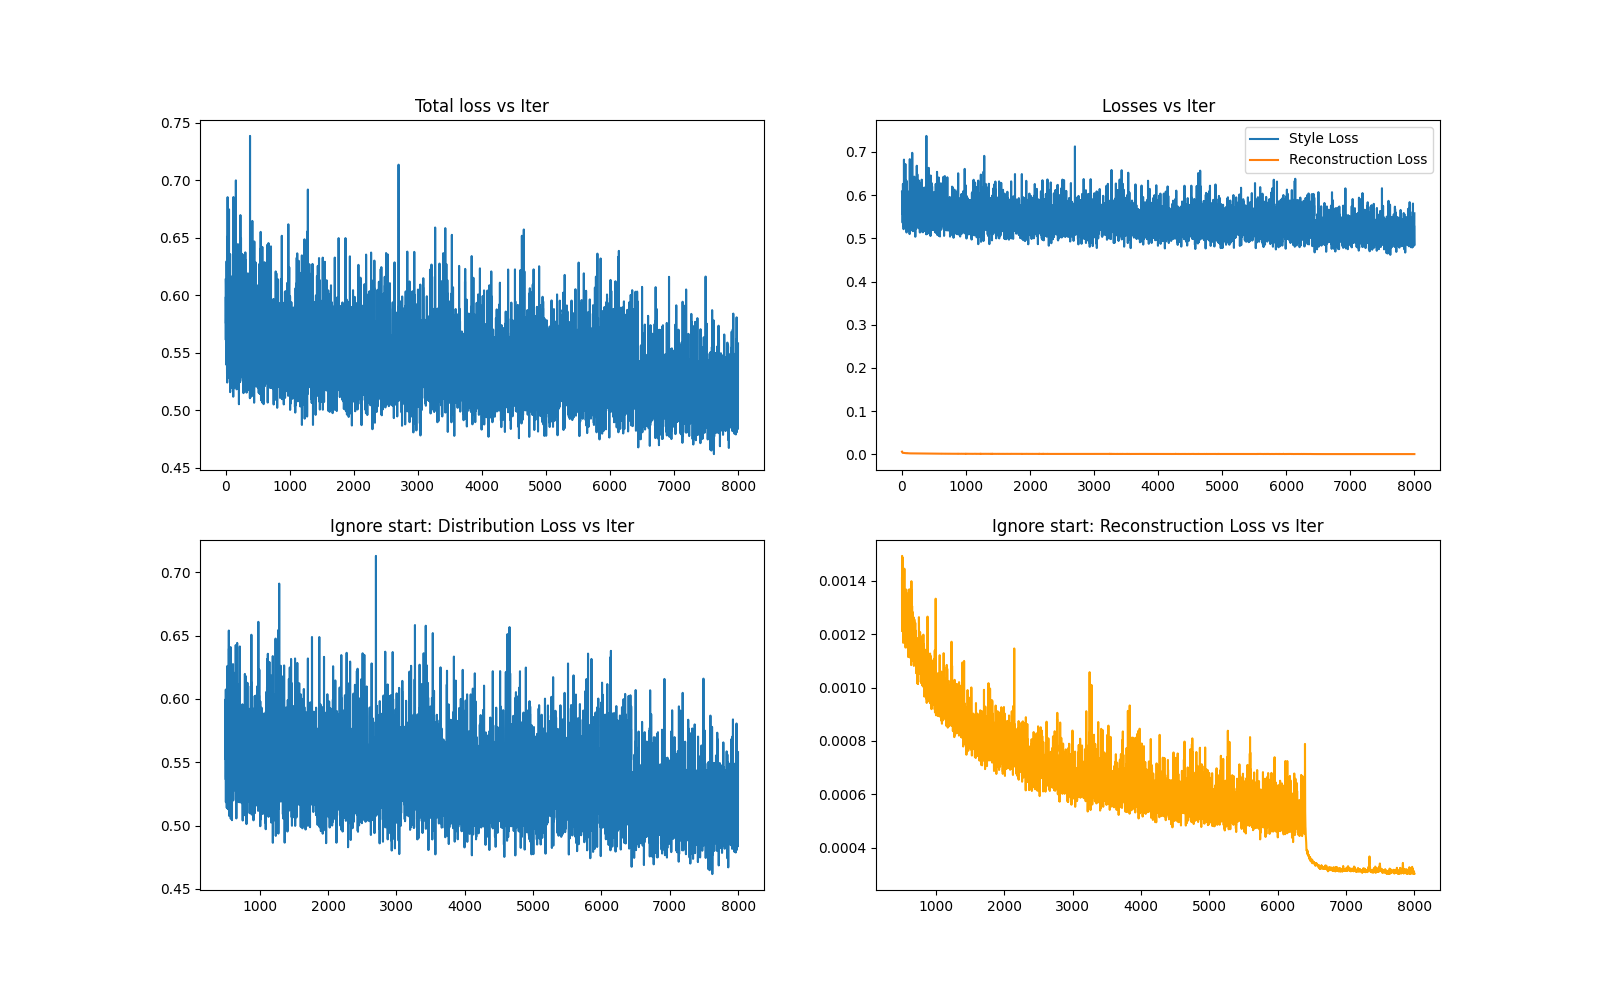 Total loss vs Iter
0.75
0.70
0.65
0.60
0.55
0.50
0.45
0 1000 2000 3000 4000 5000 6000 7000 8000
Losses vs Iter
Style Loss
Reconstruction Loss
0.7
0.6
0.5
0.4
0.3
0.2
0.1
0.0
0 1000 2000 3000 4000 5000 6000 7000 8000
Ignore start: Distribution Loss vs Iter
0.70
0.65
0.60
0.55
0.50
0.45
1000 2000 3000 4000 5000 6000 7000 8000
Ignore start: Reconstruction Loss vs Iter
0.0014
0.0012
0.0010
0.0008
0.0006
0.0004
1000 2000 3000 4000 5000 6000 7000 8000